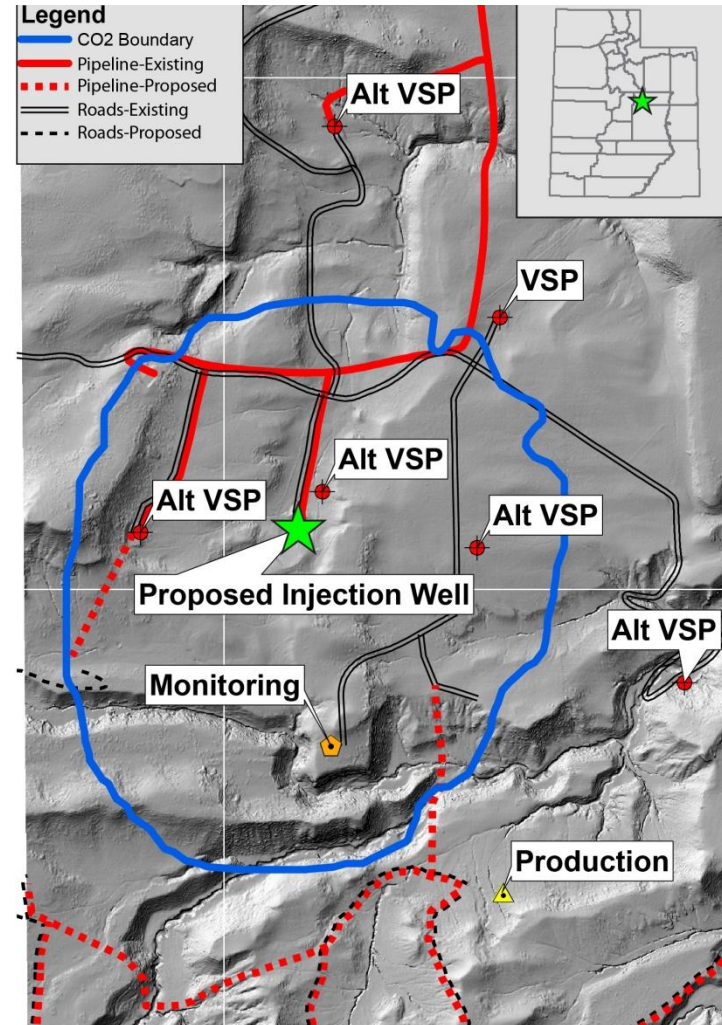 Legend
CO2 Boundary
Pipeline-Existing
Pipeline-Proposed
Roads-Existing
Roads-Proposed
Alt VSP
VSP
Alt VSP
Alt VSP
Alt VSP
Proposed Injection Well
Alt VSP
Monitoring
Production